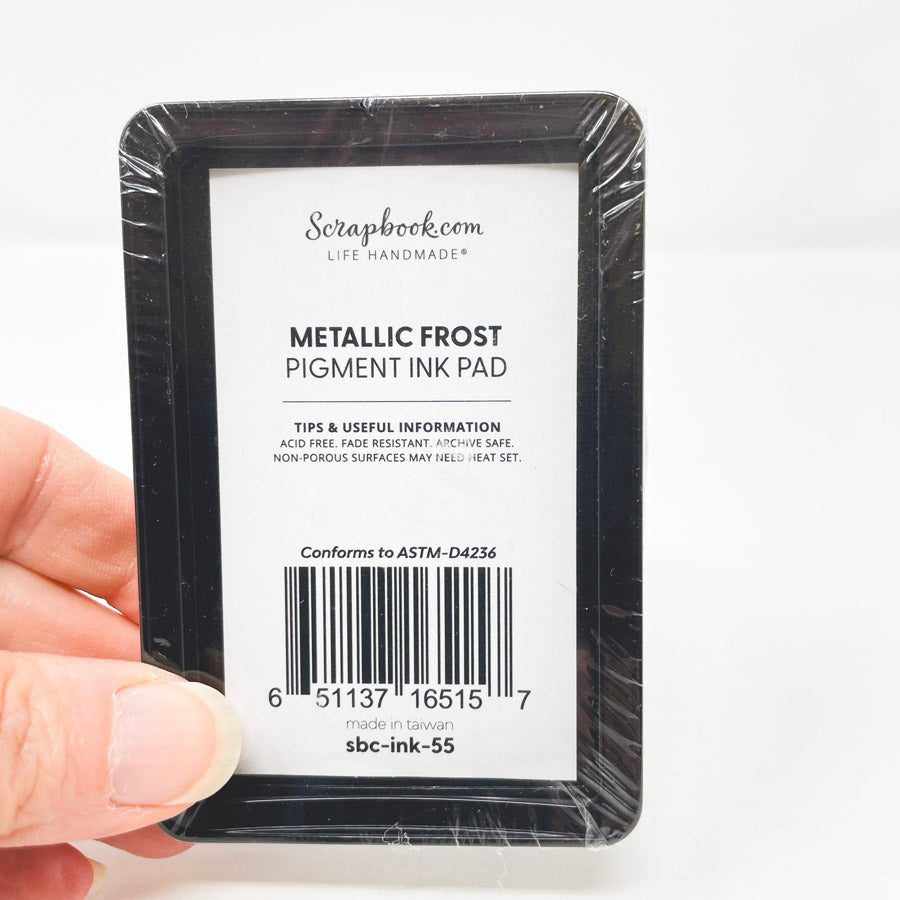 Scrapbook.com
LIFE HANDMADE®
METALLIC FROST
PIGMENT INK PAD
TIPS & USEFUL INFORMATION
ACID FREE. FADE RESISTANT. ARCHIVE SAFE.
NON-POROUS SURFACES MAY NEED HEAT SET.
Conforms to ASTM-D4236
6 51137 16515 7
made in taiwan
sbc-ink-55